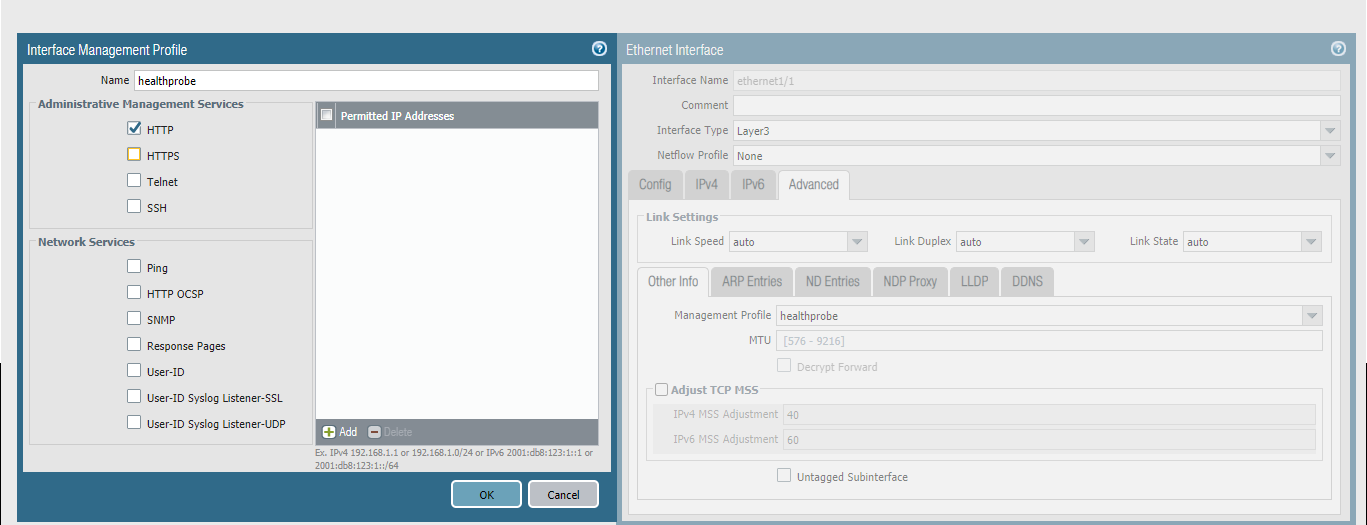 Interface Management Profile
?
Name healthprobe
Administrative Management Services
HTTP
HTTPS
Telnet
SSH
Network Services
Ping
HTTP OCSP
SNMP
Response Pages
User-ID
User-ID Syslog Listener-SSL
User-ID Syslog Listener-UDP
Permitted IP Addresses
Add Delete
Ex. IPv4 192.168.1.1 or 192.168.1.0/24 or IPv6 2001:db8:123:1::1 or
2001:db8:123:1::/64
OK Cancel
Ethernet Interface
?
Interface Name ethernet1/1
Comment
Interface Type Layer3
Netflow Profile None
Config IPv4 IPv6 Advanced
Link Settings
Link Speed auto Link Duplex auto Link State auto
Other Info ARP Entries ND Entries NDP Proxy LLDP DDNS
Management Profile healthprobe
MTU [576 - 9216]
Decrypt Forward
Adjust TCP MSS
IPv4 MSS Adjustment 40
IPv6 MSS Adjustment 60
Untagged Subinterface